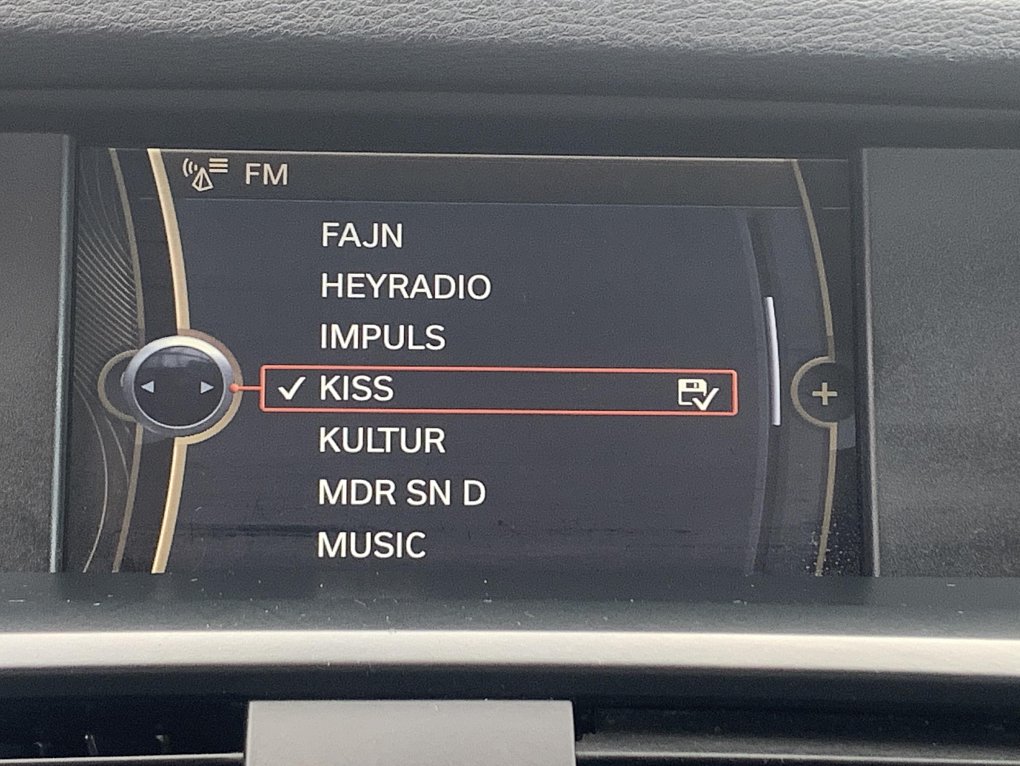 FM
FAJN
HEYRADIO
IMPULS
KISS
KULTUR
MDR SN D
MUSIC